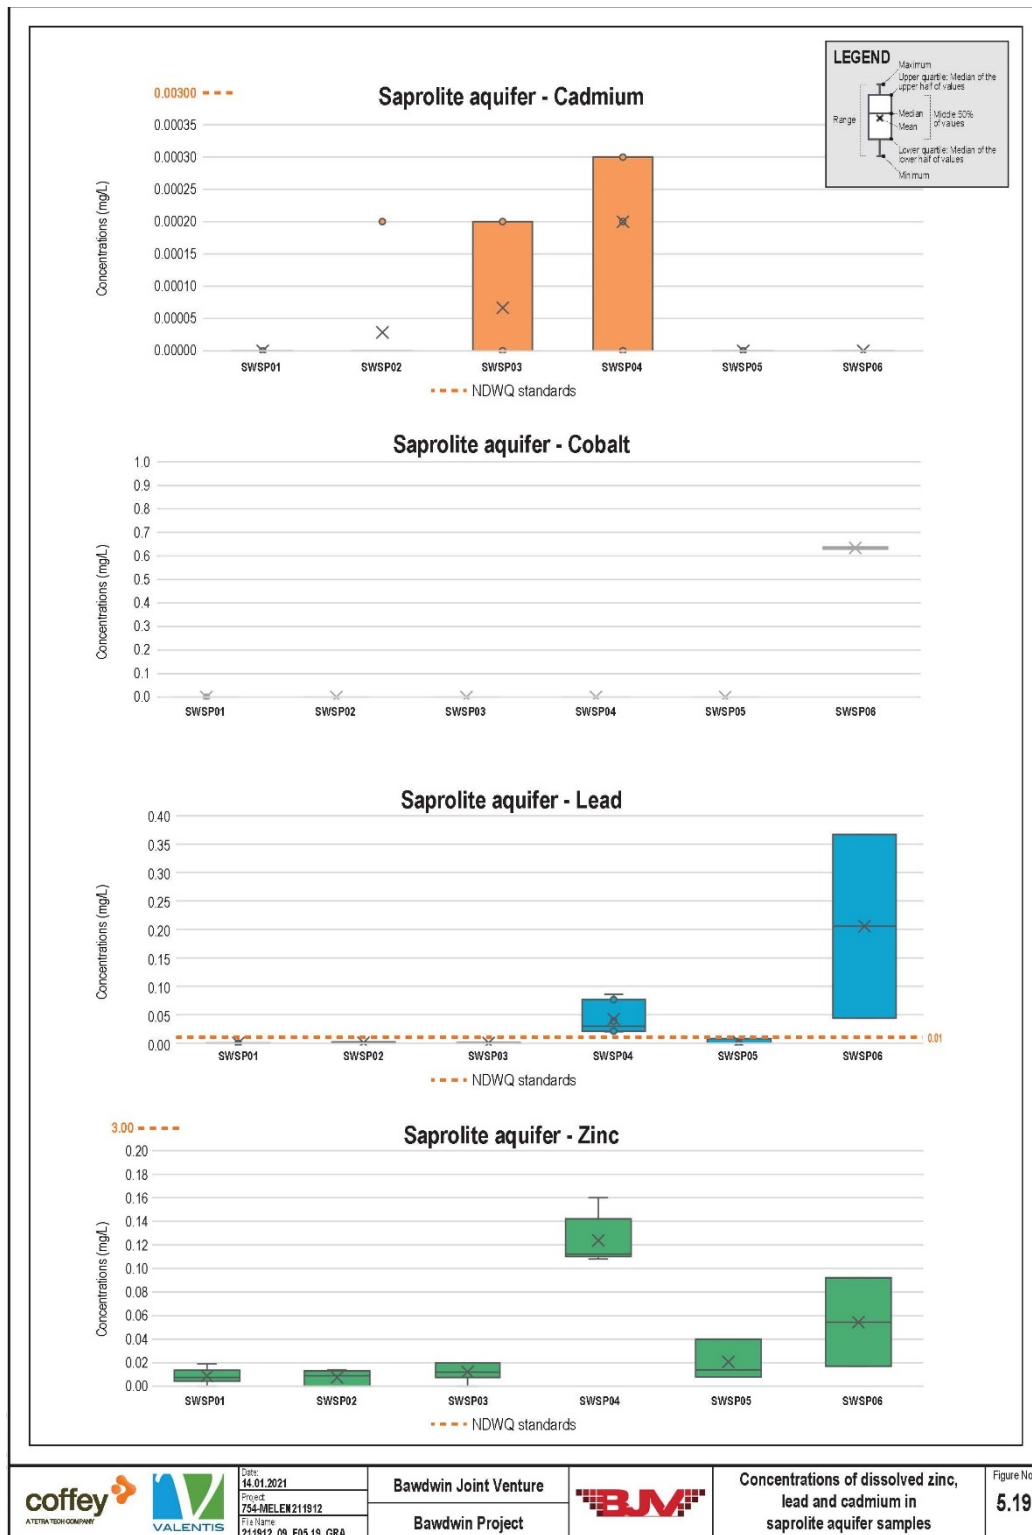 LEGEND
Maximum
Upper quartile: Median of the
upper half of values
Range
Median
Mean
Middle 50%
of values
Lower quartile: Median of the
lower half of values
Minimum
0.00300
Saprolite aquifer - Cadmium
Concentrations (mg/L)
0.00035
0.00030
0.00025
0.00020
0.00015
0.00010
0.00005
0.00000
SWSP01 SWSP02 SWSP03 SWSP04 SWSP05 SWSP06
NDWQ standards
Saprolite aquifer - Cobalt
Concentrations (mg/L)
1.0
0.9
0.8
0.7
0.6
0.5
0.4
0.3
0.2
0.1
0.0
SWSP01 SWSP02 SWSP03 SWSP04 SWSP05 SWSP06
Saprolite aquifer - Lead
Concentrations (mg/L)
0.40
0.35
0.30
0.25
0.20
0.15
0.10
0.05
0.00
0.01
SWSP01 SWSP02 SWSP03 SWSP04 SWSP05 SWSP06
NDWQ standards
3.00
Saprolite aquifer - Zinc
Concentrations (mg/L)
0.20
0.18
0.16
0.14
0.12
0.10
0.08
0.06
0.04
0.02
0.00
SWSP01 SWSP02 SWSP03 SWSP04 SWSP05 SWSP06
NDWQ standards
coffey
A TETRA TECH COMPANY
VALENTIS
Date:
14.01.2021
Project:
754-MELEN211912
File Name:
211912_09_F05.19_GRA
Bawdwin Joint Venture
Bawdwin Project
BJV
Concentrations of dissolved zinc,
lead and cadmium in
saprolite aquifer samples
Figure No:
5.19